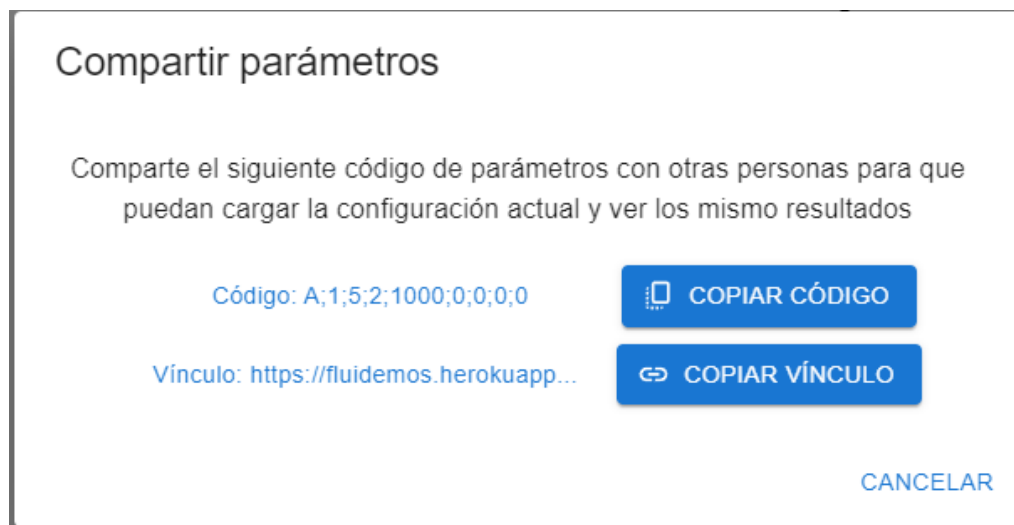 Compartir parámetros
Comparte el siguiente código de parámetros con otras personas para que
puedan cargar la configuración actual y ver los mismo resultados
Código: A;1;5;2;1000;0;0;0;0
COPIAR CÓDIGO
Vínculo: https://fluidemos.herokuapp...
COPIAR VÍNCULO
CANCELAR